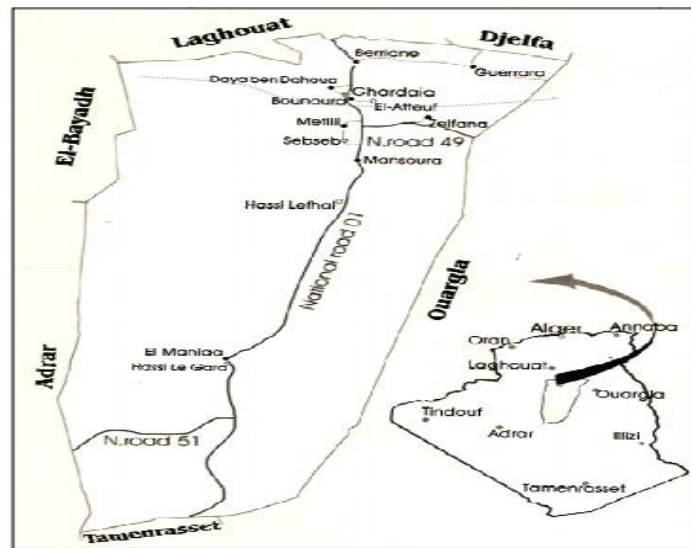 Laghouat
Djelfa
Berriane
Guerrara
Daya ben Dahoua
Ghardaia
Bounoura
El-Atteuf
Metlili
Zelfana
El-Bayadh
Sebseb
N.road 49
Mansoura
Hassi Lefhal
National road 01
Ouargla
Adrar
El Maniaa
Hassi Le Gara
N.road 51
Tamenrasset
Alger
Annaba
Oran
Laghouat
Ouargla
Tindouf
Adrar
Illizi
Tamenrasset